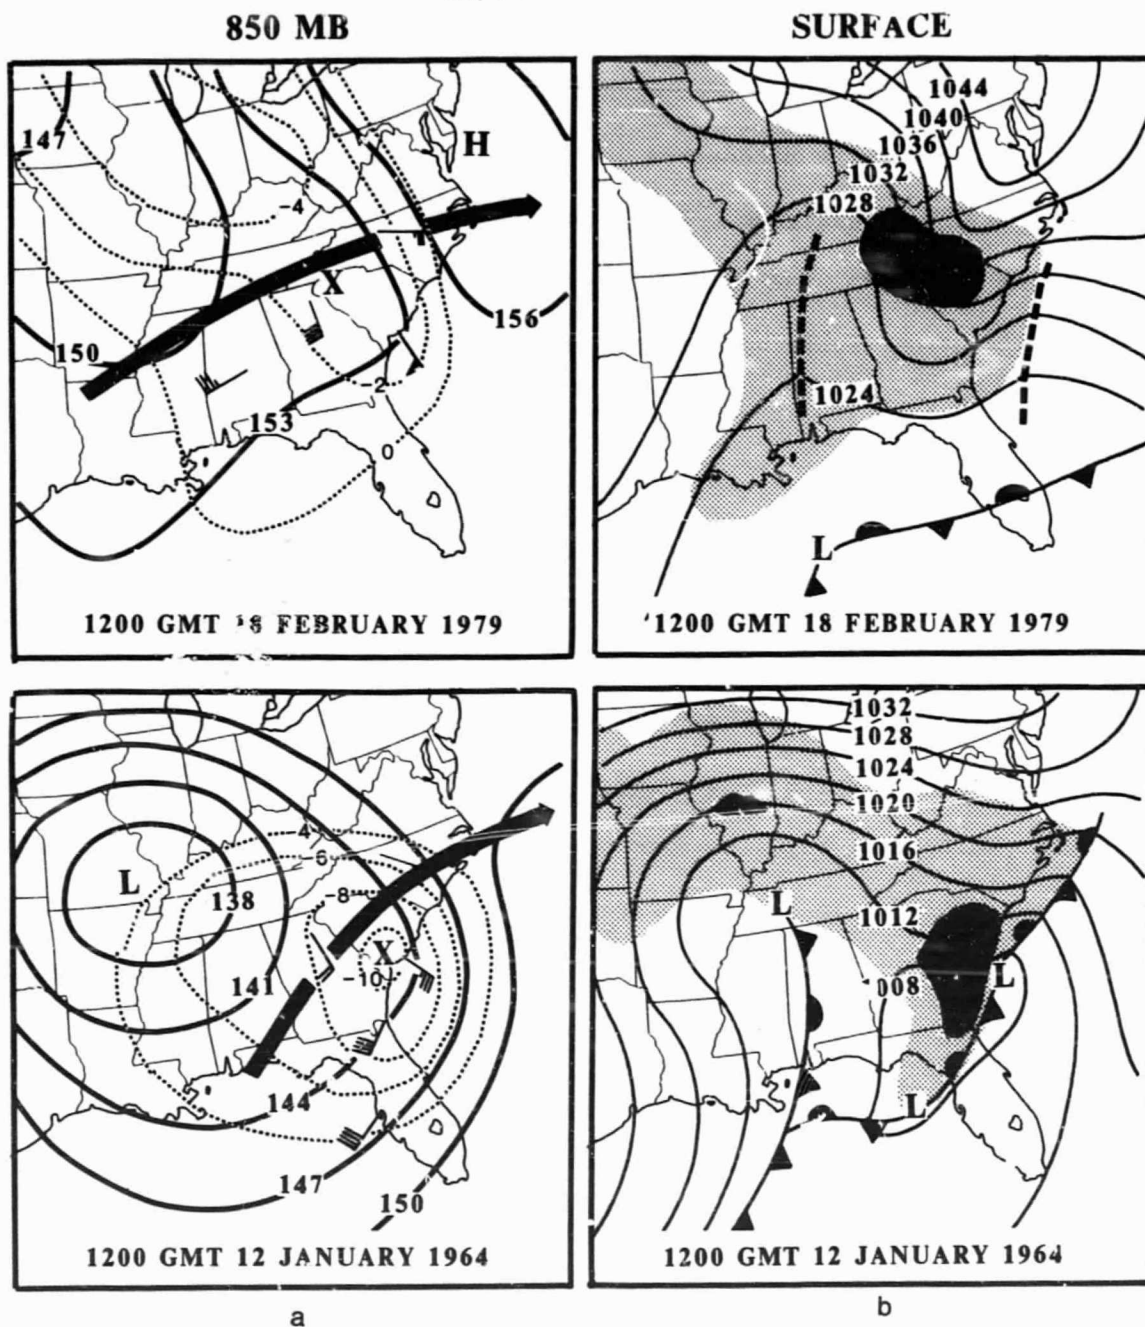 850 MB
SURFACE
147
H
-4
X
156
150
-2
153
0
1200 GMT 18 FEBRUARY 1979
1044
1040
1036
1032
1028
1024
L
1200 GMT 18 FEBRUARY 1979
-4
-6
L
138
-8
X
-10
141
144
147
150
1200 GMT 12 JANUARY 1964
1032
1028
1024
1020
1016
L
1012
008
L
L
1200 GMT 12 JANUARY 1964
a
b